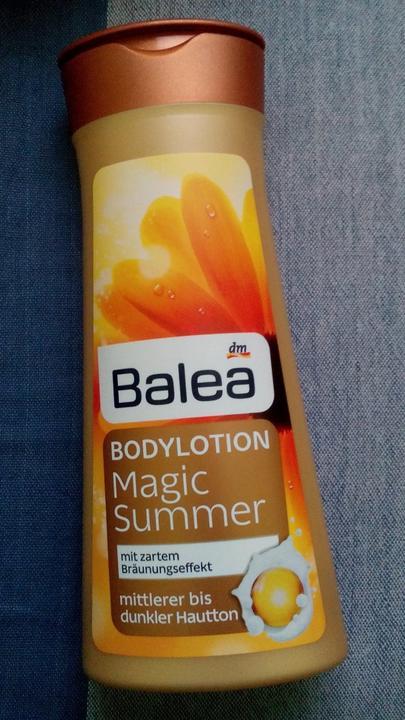 dm
Balea
BODYLOTION
Magic
Summer
mit zartem
Bräunungseffekt
mittlerer bis
dunkler Hautton